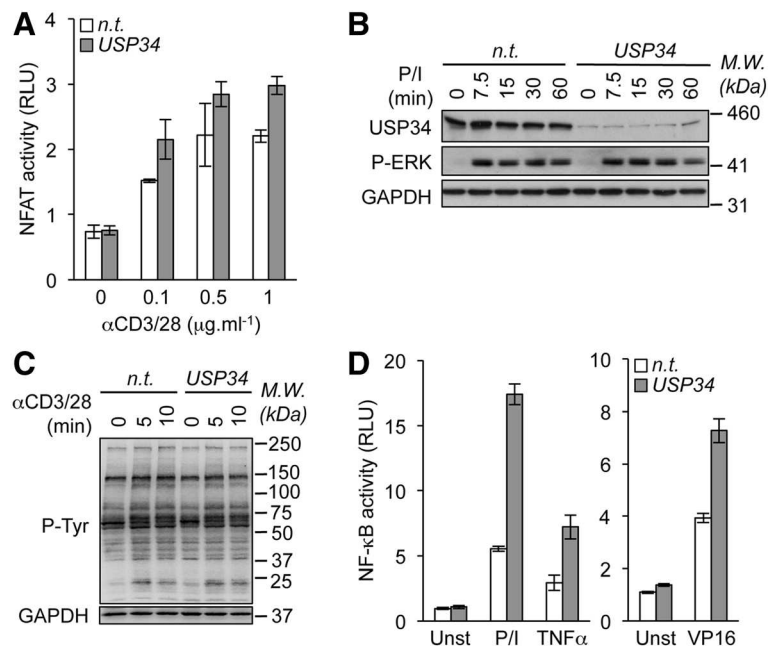 A
n.t.
USP34
NFAT activity (RLU)
4
3
2
1
0
0 0.1 0.5 1
αCD3/28 (μg.ml-1)
B
n.t. USP34
M.W.
(kDa)
P/I
(min)
0 7.5 15 30 60 0 7.5 15 30 60
USP34
460
P-ERK
41
GAPDH
31
C
n.t. USP34
M.W.
(kDa)
αCD3/28
(min)
0 5 10 0 5 10
250
150
100
75
P-Tyr
50
37
25
GAPDH
37
D
NF-κB activity (RLU)
20
15
10
5
0
Unst P/I TNFα
n.t.
USP34
10
8
6
4
2
0
Unst VP16